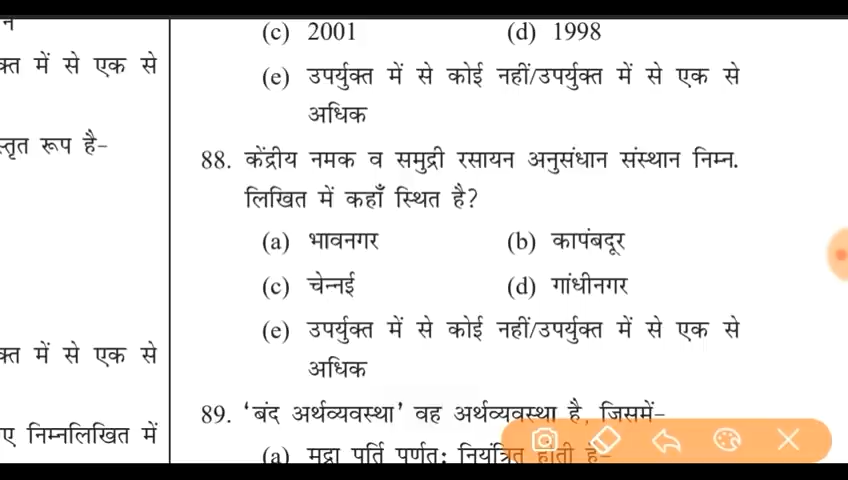 न
क्त में से एक से
स्तृत रूप है-
क्त में से एक से
ए निम्नलिखित में
(c) 2001 (d) 1998
(e) उपर्युक्त में से कोई नहीं/उपर्युक्त में से एक से
अधिक
88. केंद्रीय नमक व समुद्री रसायन अनुसंधान संस्थान निम्न.
लिखित में कहाँ स्थित है?
(a) भावनगर (b) कापंबदूर
(c) चेन्नई (d) गांधीनगर
(e) उपर्युक्त में से कोई नहीं/उपर्युक्त में से एक से
अधिक
89. ‘बंद अर्थव्यवस्था’ वह अर्थव्यवस्था है, जिसमें-
(a) मुद्रा पूर्ति पूर्णत: नियंत्रित होती है-